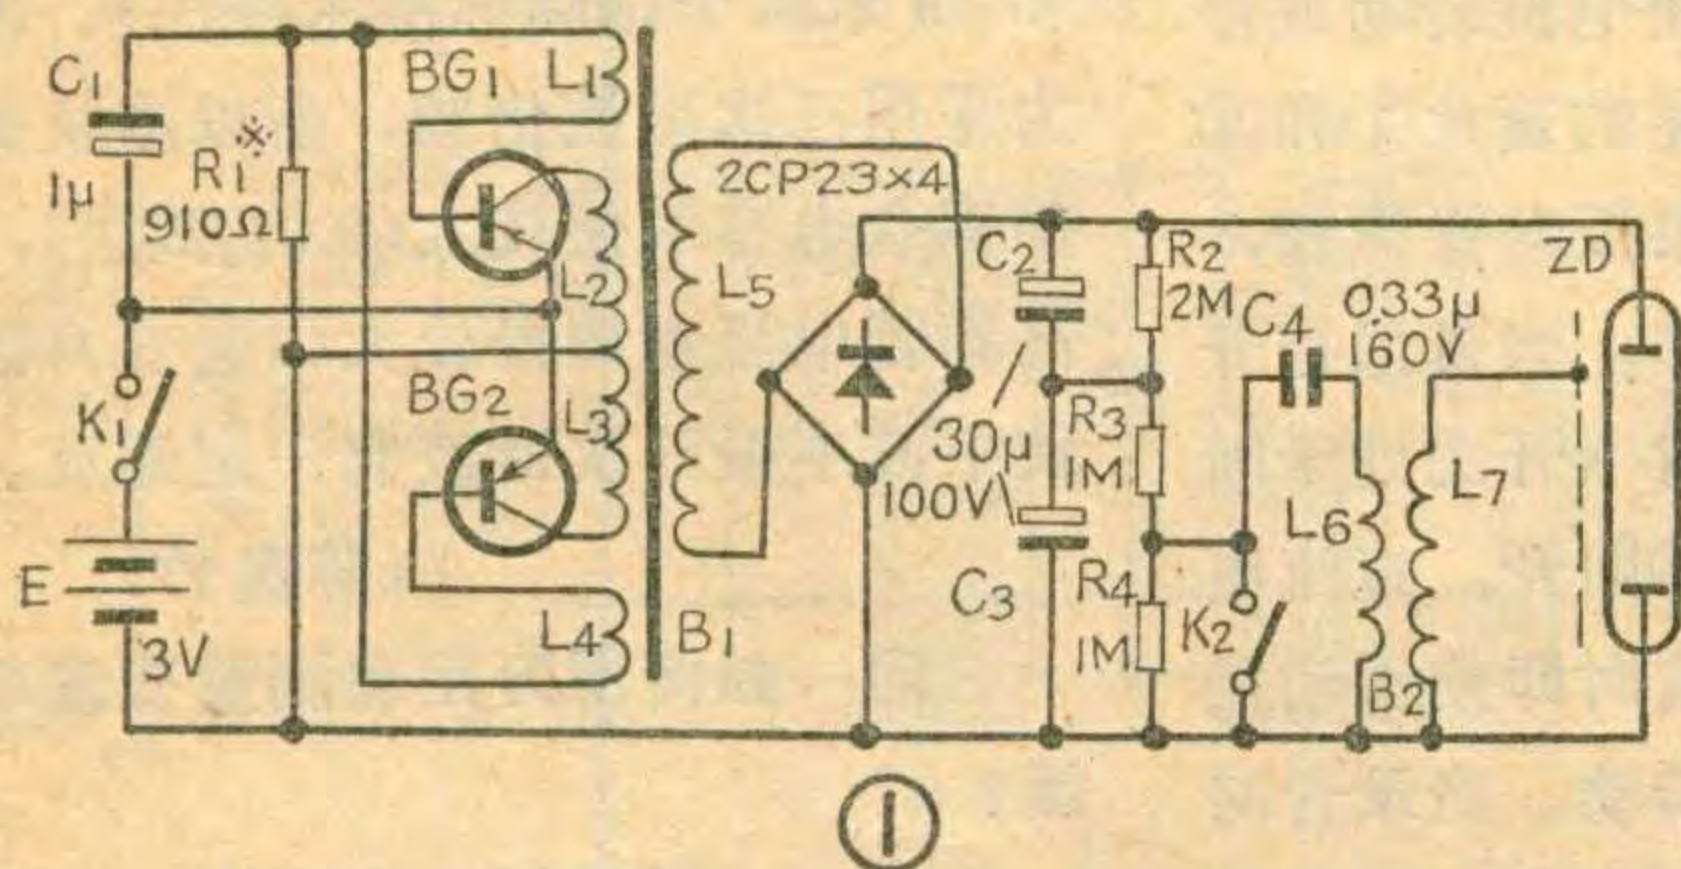 C1
1μ
R1※
910Ω
K1
E
3V
BG1
L1
L2
BG2
L3
L4
B1
L5
2CP23×4
C2
30μ
100V
C3
R2
2M
R3
1M
R4
1M
K2
C4
0.33μ
160V
L6
B2
L7
ZD
①